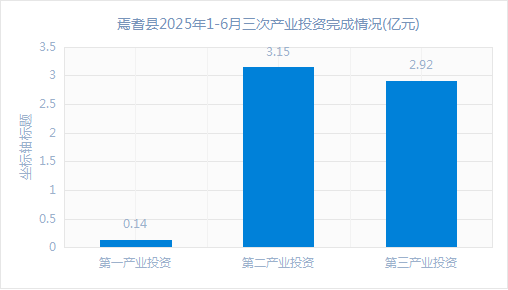 焉耆县2025年1-6月三次产业投资完成情况(亿元)
坐标轴标题
3.5
3
2.5
2
1.5
1
0.5
0
0.14
3.15
2.92
第一产业投资
第二产业投资
第三产业投资